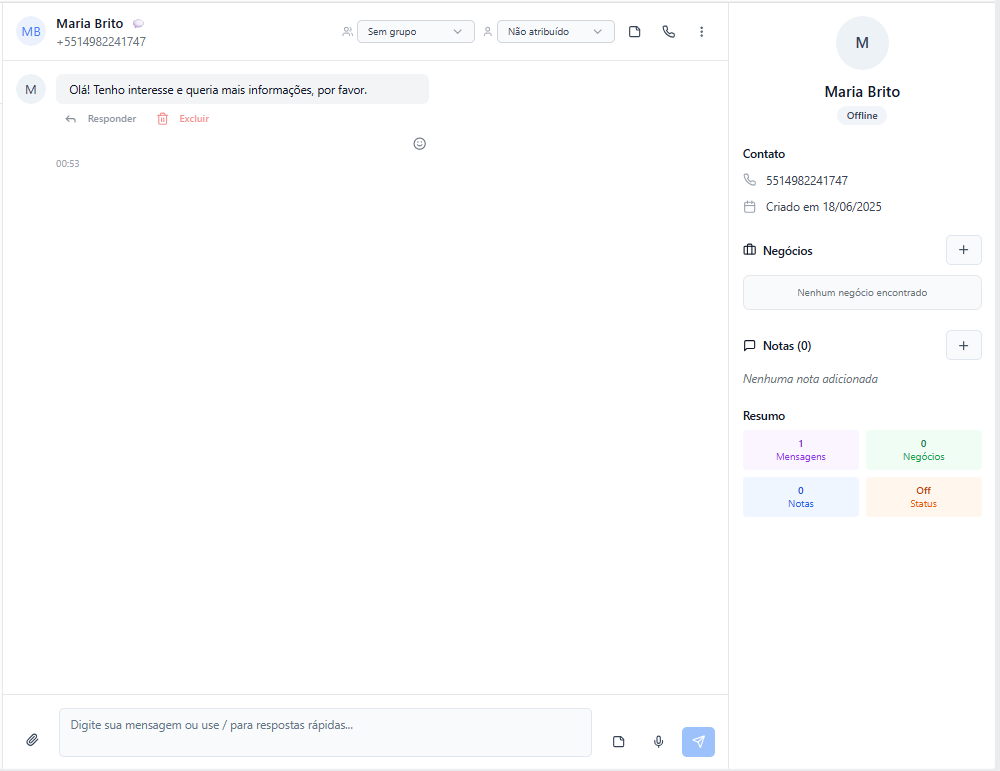 MB
Maria Brito
+5514982241747
Sem grupo
Não atribuído
M
Olá! Tenho interesse e queria mais informações, por favor.
Responder
Excluir
00:53
Digite sua mensagem ou use / para respostas rápidas...
M
Maria Brito
Offline
Contato
5514982241747
Criado em 18/06/2025
Negócios
+
Nenhum negócio encontrado
Notas (0)
+
Nenhuma nota adicionada
Resumo
1
Mensagens
0
Negócios
0
Notas
Off
Status